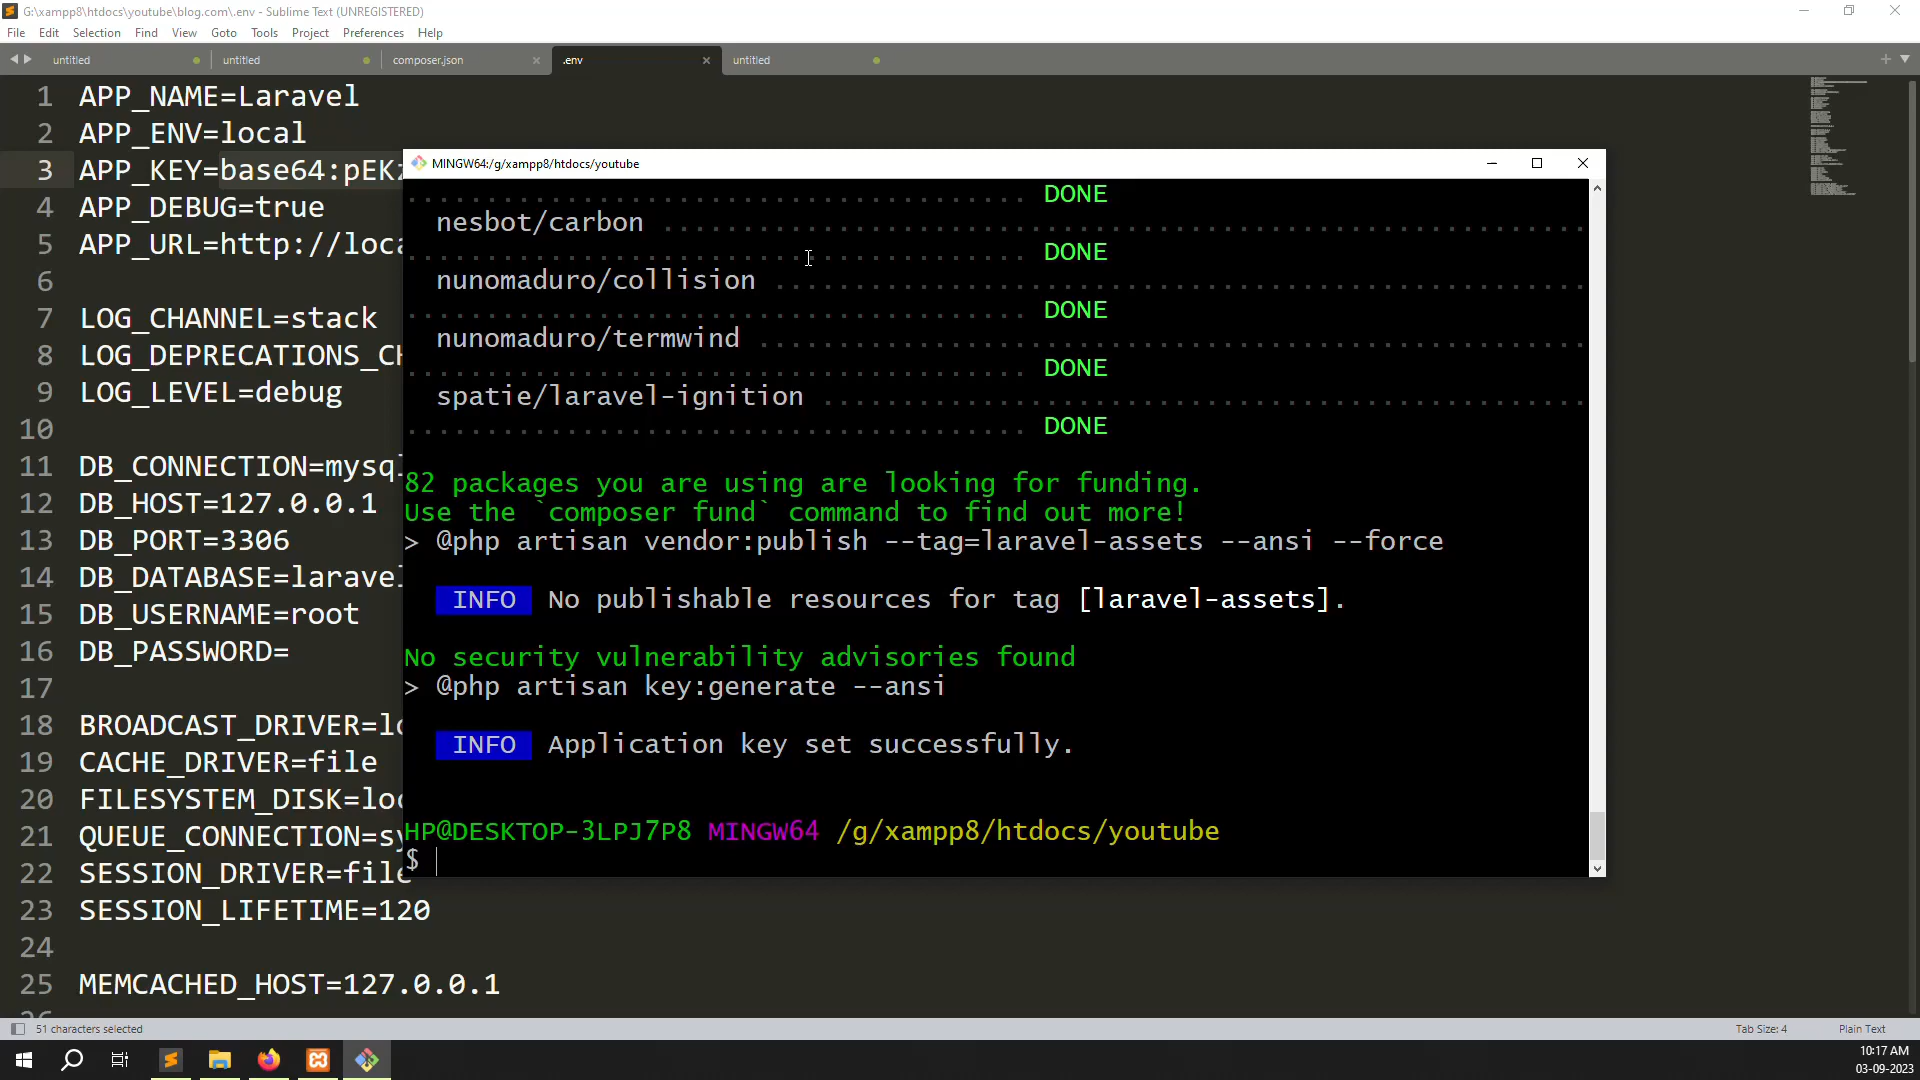 G:\xampp8\htdocs\youtube\blog.com\.env - Sublime Text (UNREGISTERED)
File Edit Selection Find View Goto Tools Project Preferences Help
untitled untitled composer.json .env untitled
1 APP_NAME=Laravel
2 APP_ENV=local
3 APP_KEY=base64:pEKz
4 APP_DEBUG=true
5 APP_URL=http://loca
6
7 LOG_CHANNEL=stack
8 LOG_DEPRECATIONS_CH
9 LOG_LEVEL=debug
10
11 DB_CONNECTION=mysql
12 DB_HOST=127.0.0.1
13 DB_PORT=3306
14 DB_DATABASE=laravel
15 DB_USERNAME=root
16 DB_PASSWORD=
17
18 BROADCAST_DRIVER=lo
19 CACHE_DRIVER=file
20 FILESYSTEM_DISK=loc
21 QUEUE_CONNECTION=sy
22 SESSION_DRIVER=file
23 SESSION_LIFETIME=120
24
25 MEMCACHED_HOST=127.0.0.1
26
MINGW64:/g/xampp8/htdocs/youtube
DONE
nesbot/carbon
DONE
nunomaduro/collision
DONE
nunomaduro/termwind
DONE
spatie/laravel-ignition
DONE
82 packages you are using are looking for funding.
Use the `composer fund` command to find out more!
> @php artisan vendor:publish --tag=laravel-assets --ansi --force
INFO No publishable resources for tag [laravel-assets].
No security vulnerability advisories found
> @php artisan key:generate --ansi
INFO Application key set successfully.
HP@DESKTOP-3LPJ7P8 MINGW64 /g/xampp8/htdocs/youtube
$
51 characters selected
Tab Size: 4 Plain Text
10:17 AM
03-09-2023